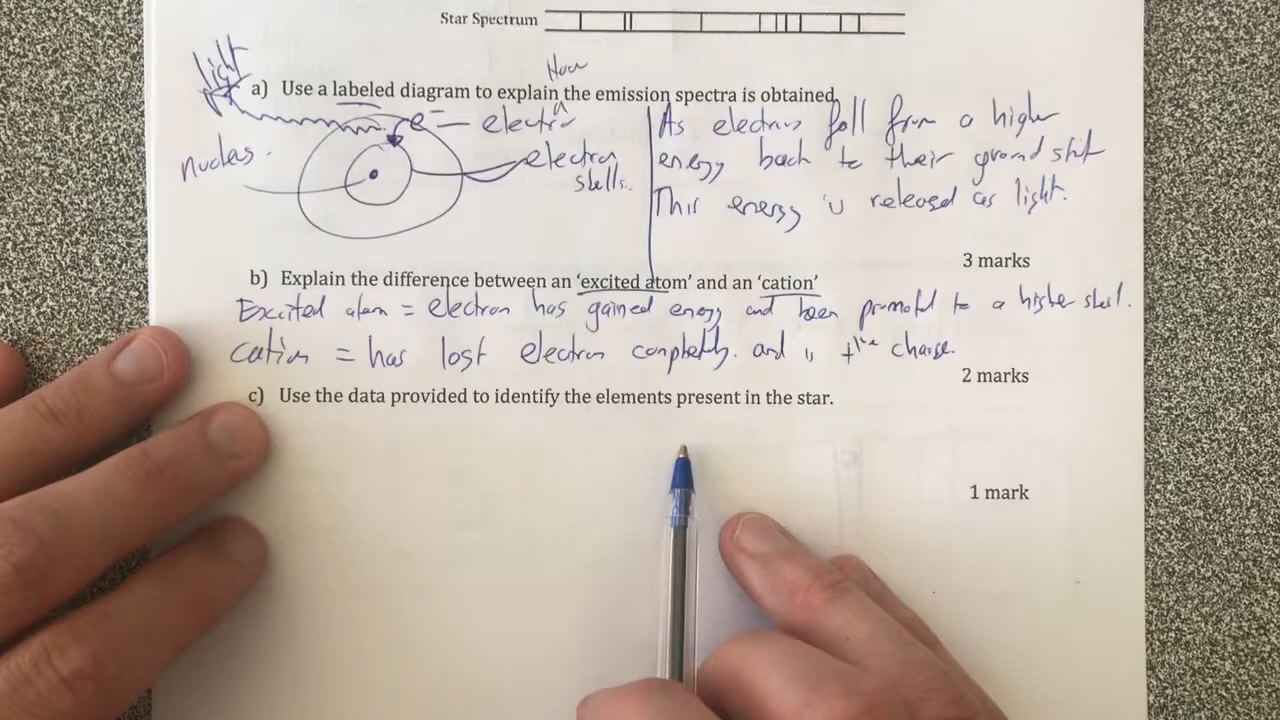 Star Spectrum
How
light
a) Use a labeled diagram to explain the emission spectra is obtained
e⁻ — electron
nucleus.
electron
shells.
As electrons fall from a higher
energy back to their ground stat
This energy is released as light.
3 marks
b) Explain the difference between an 'excited atom' and an 'cation'
Excited atom = electron has gained energy and been promoted to a higher shell.
Cation = has lost electron completely. and is +ve charge.
2 marks
c) Use the data provided to identify the elements present in the star.
1 mark